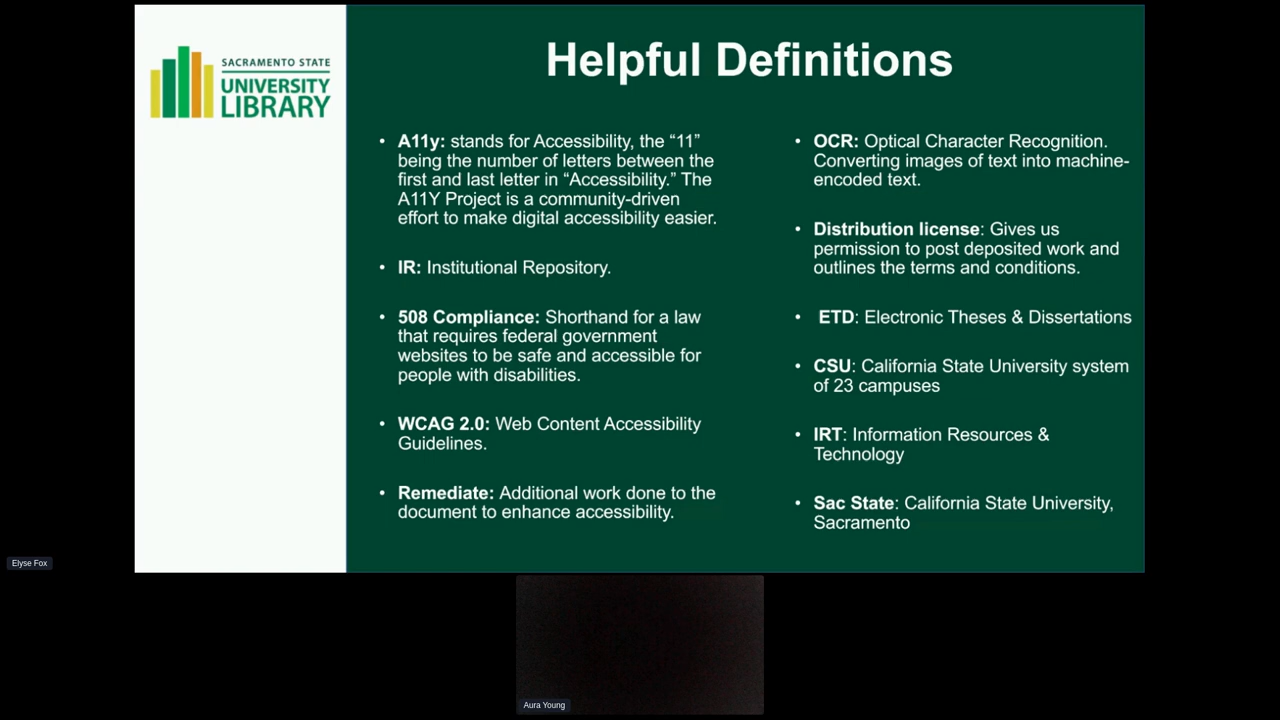 SACRAMENTO STATE
UNIVERSITY
LIBRARY
Helpful Definitions
• A11y: stands for Accessibility, the “11”
being the number of letters between the
first and last letter in “Accessibility.” The
A11Y Project is a community-driven
effort to make digital accessibility easier.
• IR: Institutional Repository.
• 508 Compliance: Shorthand for a law
that requires federal government
websites to be safe and accessible for
people with disabilities.
• WCAG 2.0: Web Content Accessibility
Guidelines.
• Remediate: Additional work done to the
document to enhance accessibility.
• OCR: Optical Character Recognition.
Converting images of text into machine-
encoded text.
• Distribution license: Gives us
permission to post deposited work and
outlines the terms and conditions.
• ETD: Electronic Theses & Dissertations
• CSU: California State University system
of 23 campuses
• IRT: Information Resources &
Technology
• Sac State: California State University,
Sacramento
Elyse Fox
Aura Young